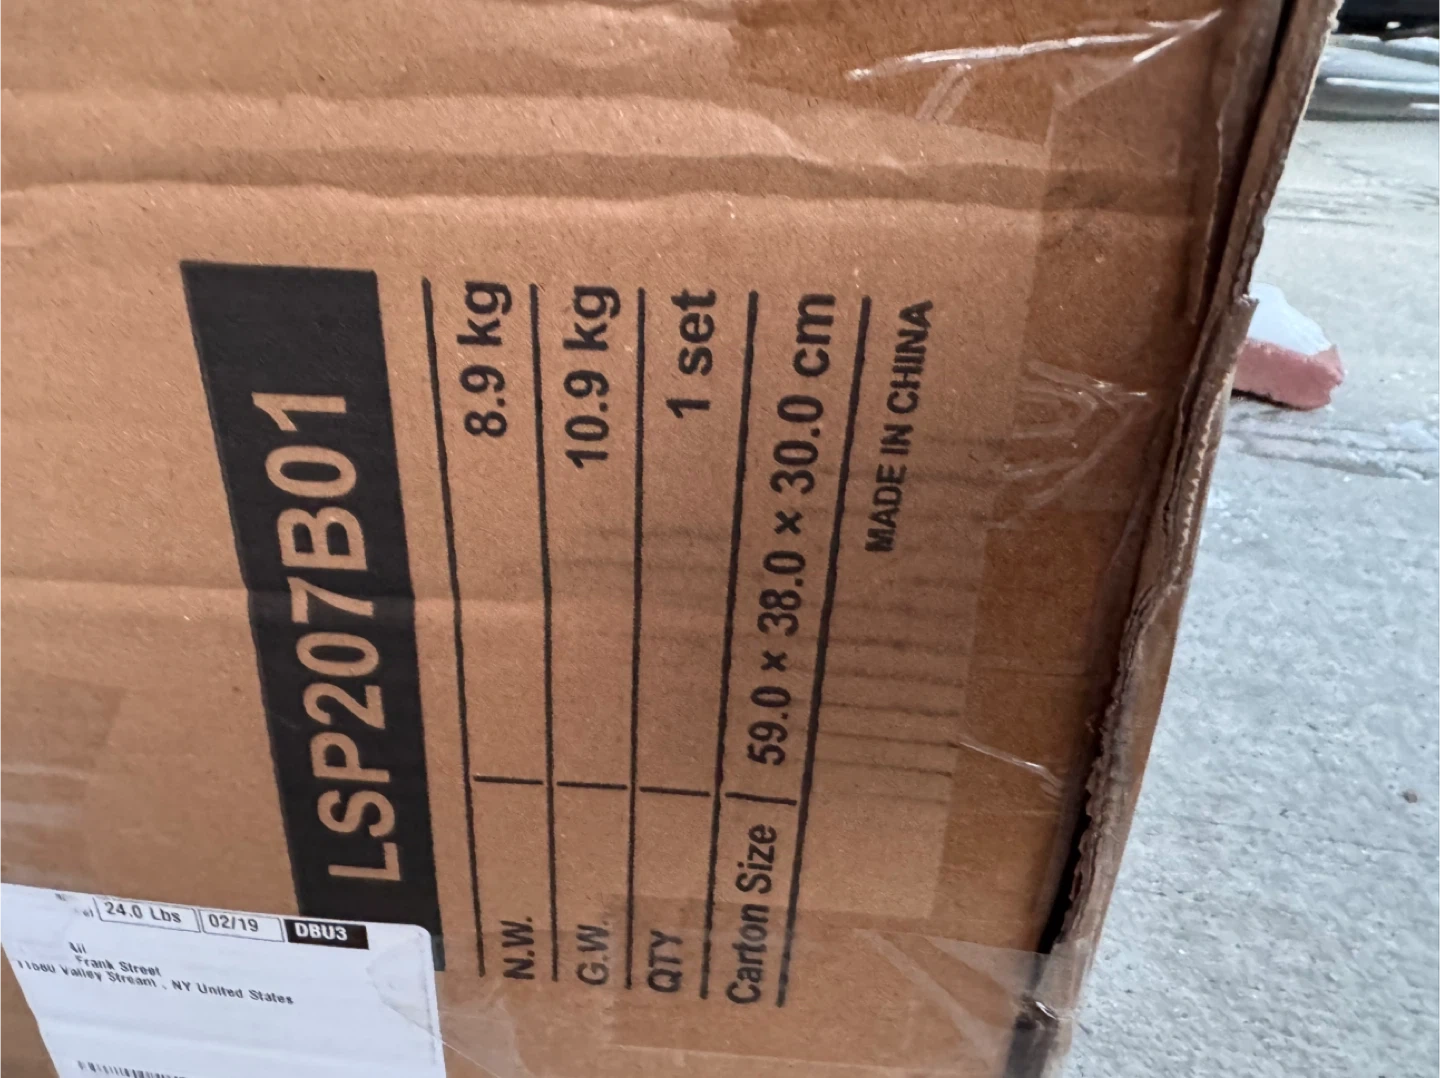 LSP207B01
N.W. | 8.9 kg
G.W. | 10.9 kg
QTY | 1 set
Carton Size | 59.0 x 38.0 x 30.0 cm
MADE IN CHINA
24.0 Lbs 02/19 DBU3
Frank Street
Valley Stream , NY United States